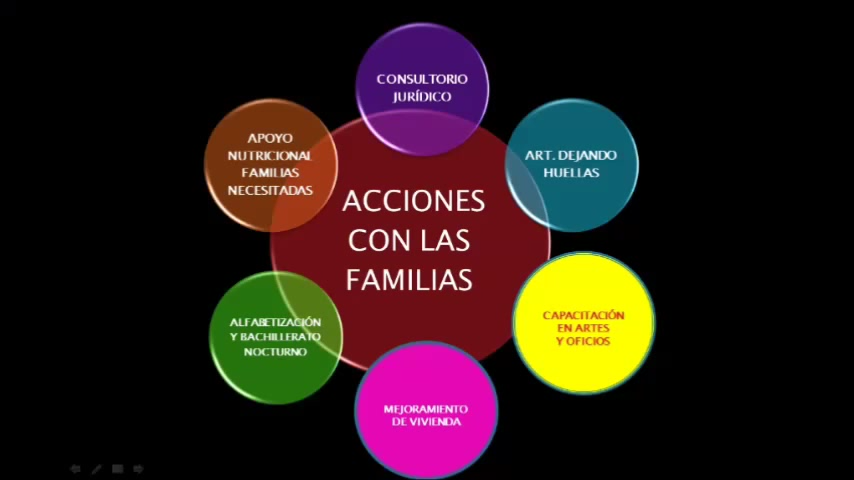 CONSULTORIO
JURÍDICO
APOYO
NUTRICIONAL
FAMILIAS
NECESITADAS
ART. DEJANDO
HUELLAS
ACCIONES
CON LAS
FAMILIAS
CAPACITACIÓN
EN ARTES
Y OFICIOS
ALFABETIZACIÓN
Y BACHILLERATO
NOCTURNO
MEJORAMIENTO
DE VIVIENDA